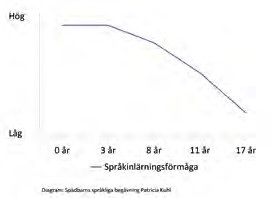 Hög
Låg
0 år 3 år 8 år 11 år 17 år
Språkinlärningsförmåga
Diagram: Spädbarns språkliga begåvning Patricia Kuhl